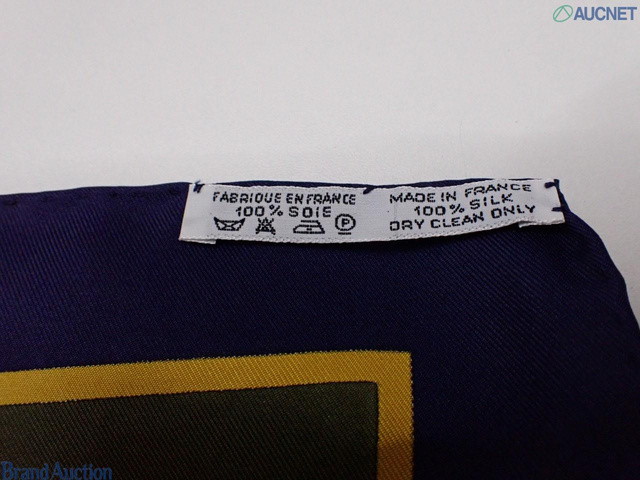 AUCNET
FABRIQUE EN FRANCE
100% SOIE
P
MADE IN FRANCE
100% SILK
DRY CLEAN ONLY
Brand Auction